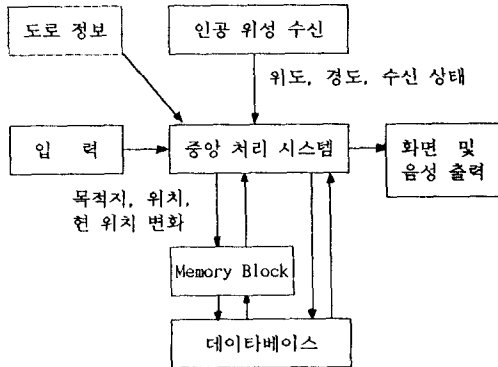 도로 정보
인공 위성 수신
위도, 경도, 수신 상태
입 력
중앙 처리 시스템
화면 및
음성 출력
목적지, 위치,
현 위치 변화
Memory Block
데이타베이스